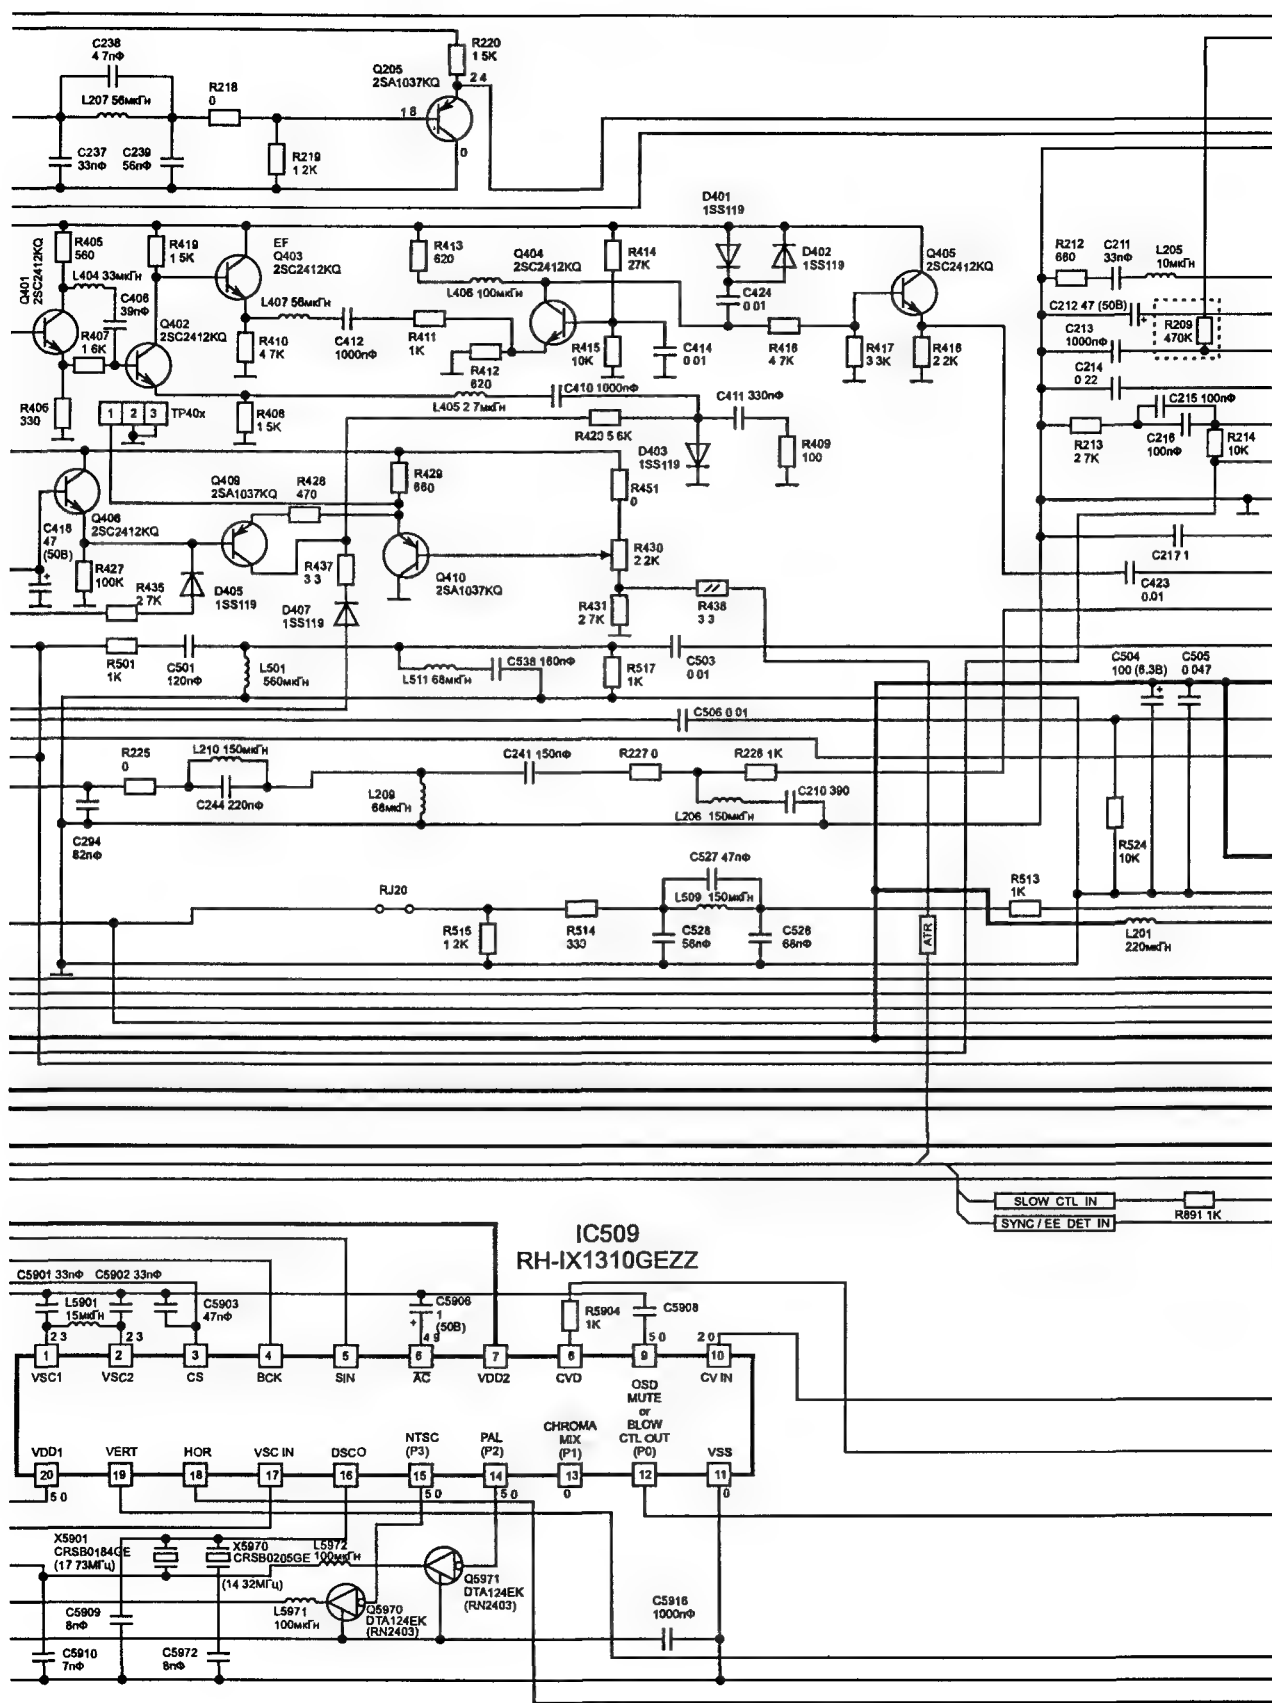 C238
4 7пФ
R220
1 5K
Q205
2SA1037KQ
2 4
1 8
0
L207 56мкГн
R218
0
C237
33пФ
C239
56пФ
R219
1 2K
Q401
2SC2412KQ
R405
560
L404 33мкГн
C406
39пФ
R419
1 5K
EF
Q403
2SC2412KQ
R413
620
Q404
2SC2412KQ
R414
27K
D401
1SS119
D402
1SS119
Q405
2SC2412KQ
R212
660
C211
33пФ
L205
10мкГн
R407
1 6K
Q402
2SC2412KQ
L407 56мкГн
L406 100мкГн
C424
0 01
C212 47 (50В)
+
R410
4 7K
C412
1000пФ
R411
1K
R412
620
R415
10K
C414
0 01
R416
4 7K
R417
3 3K
R416
2 2K
C213
1000пФ
R209
470K
C214
0 22
R406
330
1 2 3
TP40x
R408
1 5K
L405 2 7мкГн
C410 1000пФ
C411 330пФ
R420 5 6K
R409
100
C215 100пФ
R213
2 7K
C216
100пФ
R214
10K
D403
1SS119
Q409
2SA1037KQ
R428
470
R429
660
R451
0
Q406
2SC2412KQ
C418
47
(50В)
+
R427
100K
R435
2 7K
D405
1SS119
R437
3 3
D407
1SS119
Q410
2SA1037KQ
R430
2 2K
R431
2 7K
R438
3 3
C217 1
C423
0.01
R501
1K
C501
120пФ
L501
560мкГн
L511 68мкГн
C538 160пФ
R517
1K
C503
0 01
C504
100 (6.3В)
+
C505
0 047
C506 0 01
R225
0
L210 150мкГн
C244 220пФ
L209
68мкГн
C241 150пФ
R227 0
R226 1K
L206 150мкГн
C210 390
C294
82пФ
R524
10K
RJ20
C527 47пФ
L509 150мкГн
R513
1K
R515
1.2K
R514
330
C528
56пФ
C526
68пФ
ATR
L201
220мкГн
SLOW CTL IN
R891 1K
SYNC / EE DET IN
IC509
RH-IX1310GEZZ
C5901 33пФ
C5902 33пФ
L5901
15мкГн
C5903
47пФ
C5906
1
(50В)
+
R5904
1K
C5908
2 3
2 3
4 9
5 0
2 0
1 2 3 4 5 6 7 8 9 10
VSC1 VSC2 CS BCK SIN AC VDD2 CVD OSD MUTE or BLOW CTL OUT (P0) CV IN
VDD1 VERT HOR VSC IN DSCO NTSC (P3) PAL (P2) CHROMA MIX (P1) VSS
20 19 18 17 16 15 14 13 12 11
5 0
5 0
5 0
0
0
X5901
CRSB0184GE
(17 73МГц)
X5970
CRSB0205GE
(14 32МГц)
L5972
100мкГн
Q5971
DTA124EK
(RN2403)
C5909
8пФ
L5971
100мкГн
Q5970
DTA124EK
(RN2403)
C5916
1000пФ
C5910
7пФ
C5972
8пФ